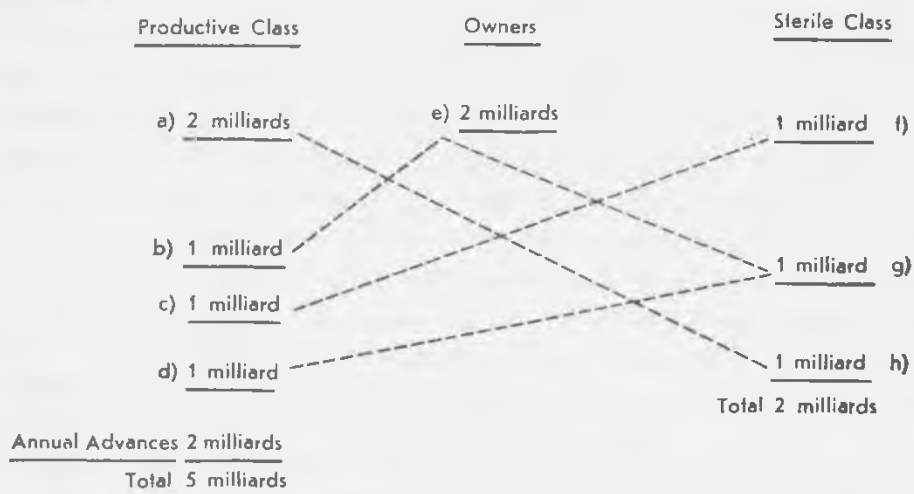 Productive Class Owners Sterile Class
a) 2 milliards e) 2 milliards 1 milliard f)
b) 1 milliard 1 milliard g)
c) 1 milliard
d) 1 milliard 1 milliard h)
Total 2 milliards
Annual Advances 2 milliards
Total 5 milliards